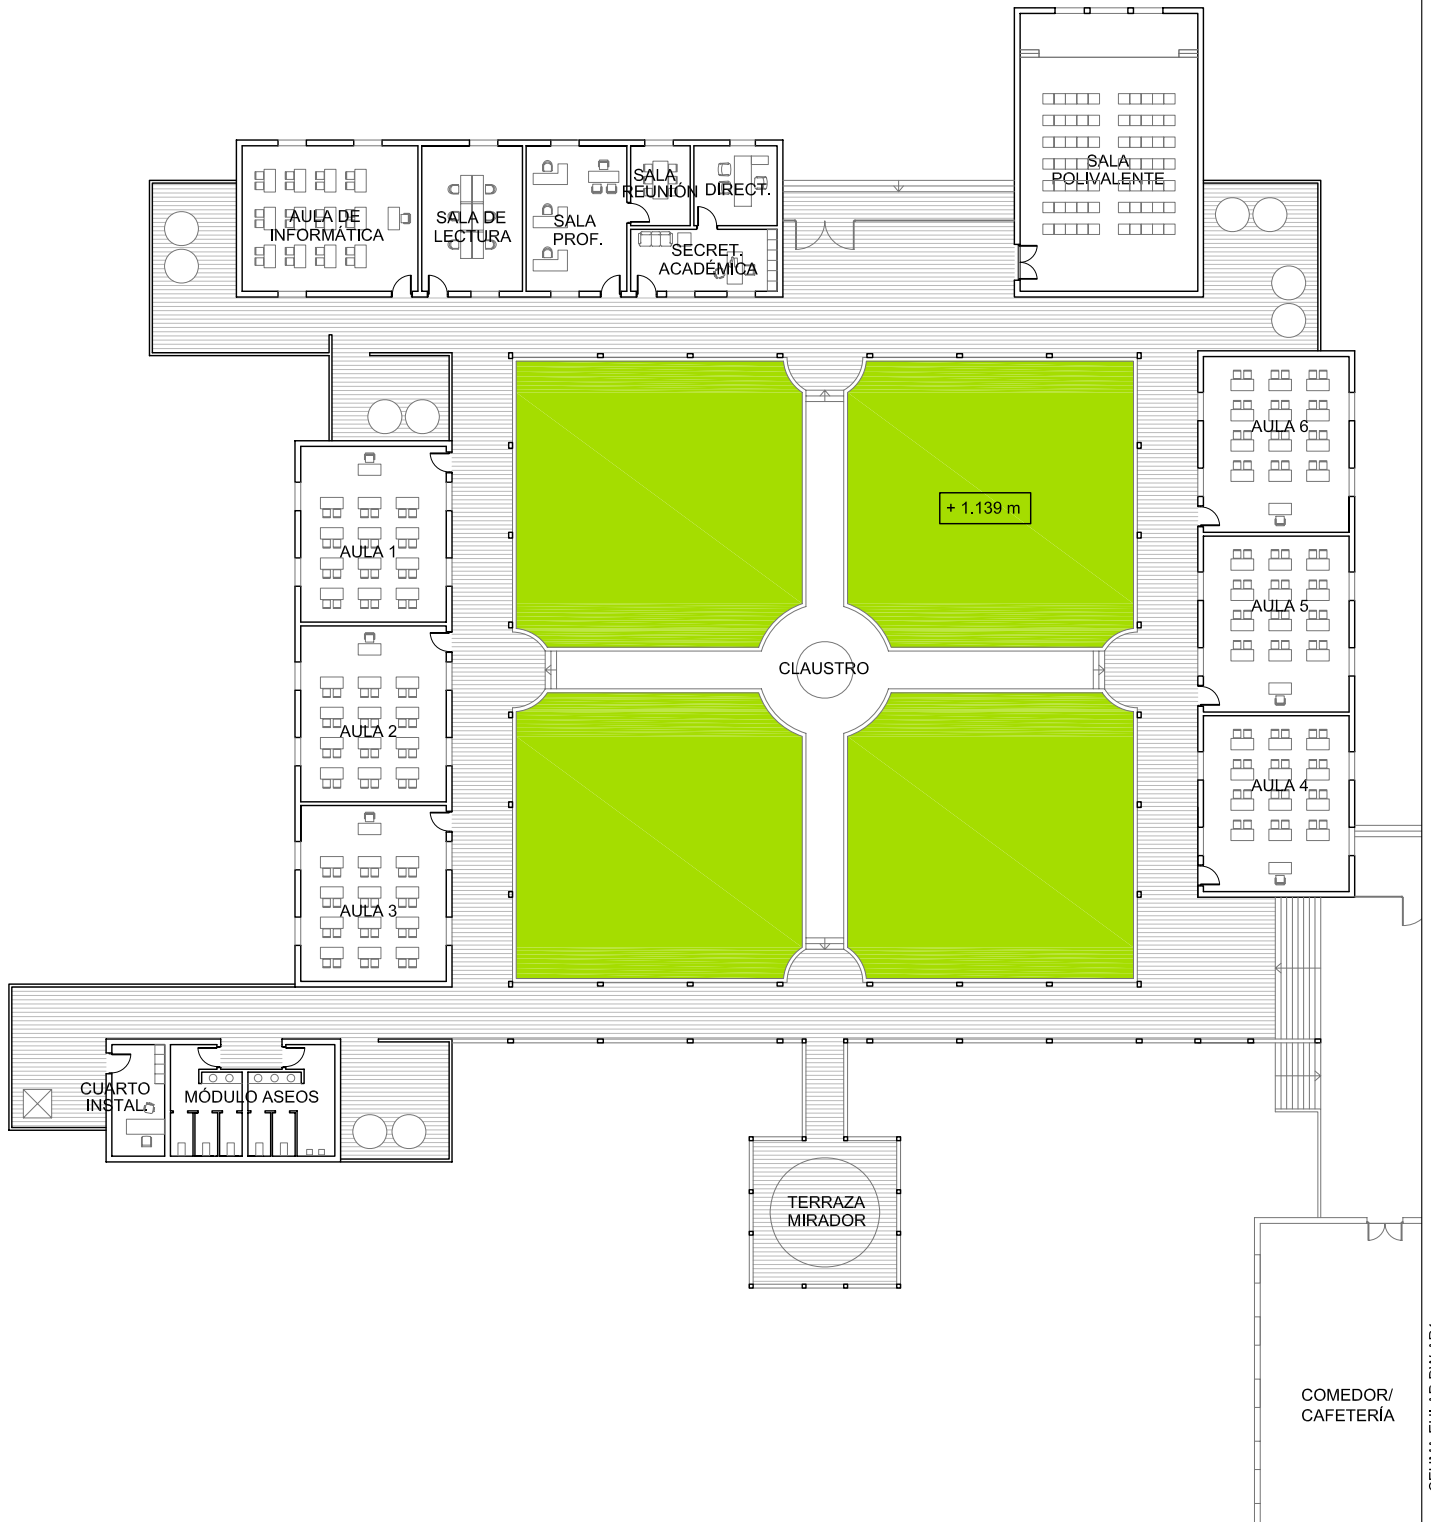 SALA
POLIVALENTE
SALA
REUNIÓN
DIRECT.
AULA DE
INFORMÁTICA
SALA DE
LECTURA
SALA
PROF.
SECRET.
ACADÉMICA
AULA 6
+ 1.139 m
AULA 1
AULA 5
CLAUSTRO
AULA 2
AULA 4
AULA 3
CUARTO
INSTAL.
MÓDULO ASEOS
TERRAZA
MIRADOR
COMEDOR/
CAFETERÍA